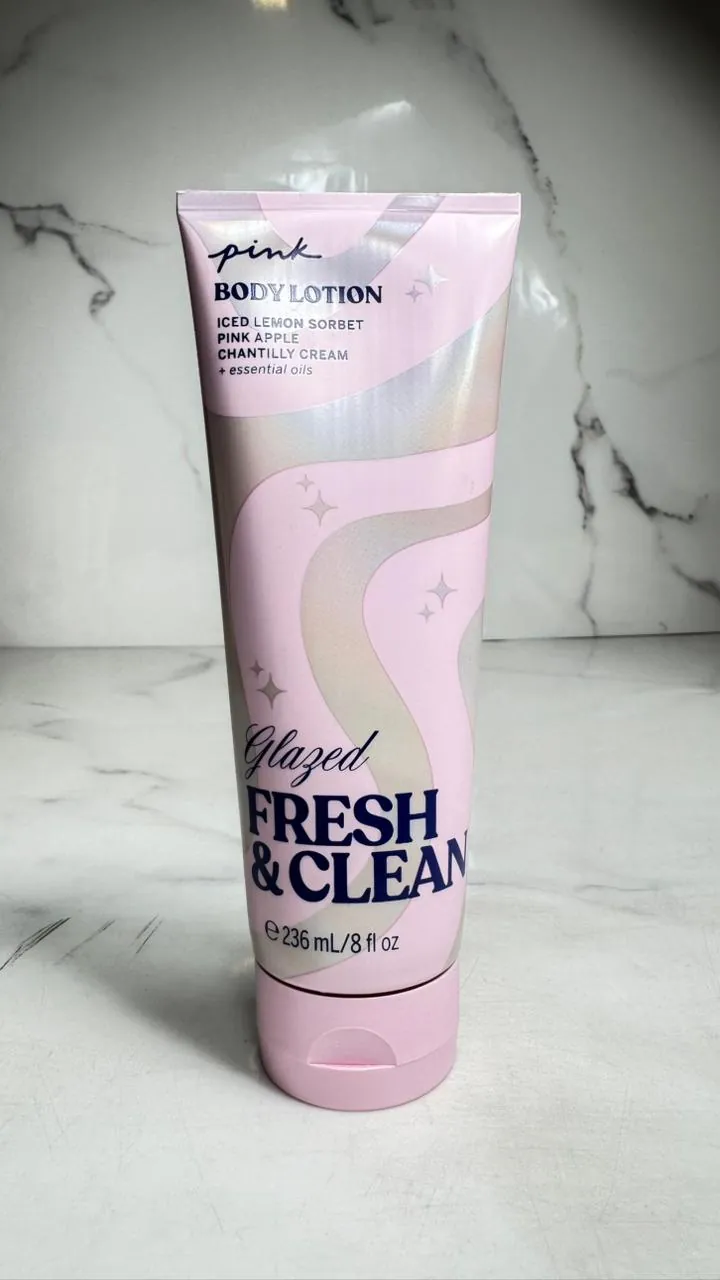 pink
BODY LOTION
ICED LEMON SORBET
PINK APPLE
CHANTILLY CREAM
+ essential oils
Glazed
FRESH
& CLEAN
℮ 236 mL/8 fl oz